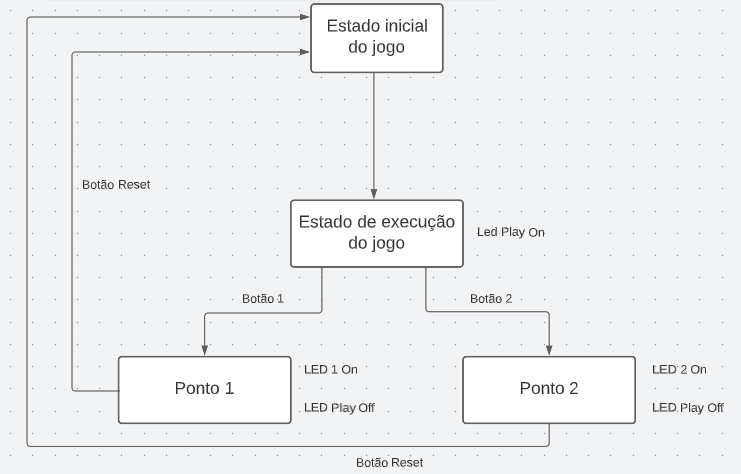 Estado inicial
do jogo
Botão Reset
Estado de execução
do jogo
Led Play On
Botão 1
Botão 2
Ponto 1
LED 1 On
LED Play Off
Ponto 2
LED 2 On
LED Play Off
Botão Reset